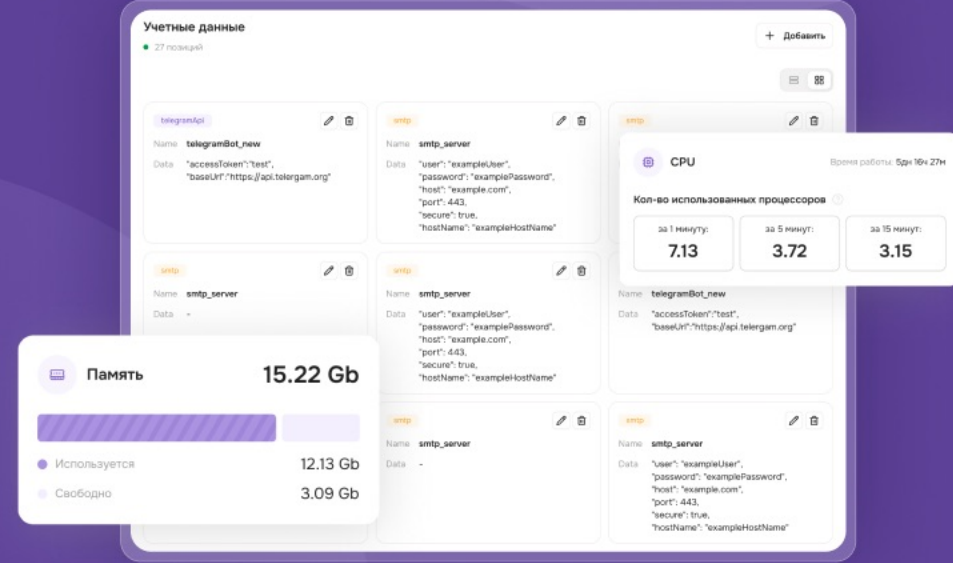 Учетные данные
27 позиций
Добавить
telegramApi
Name telegramBot_new
Data "accessToken":"test",
"baseUrl":"https://api.telergam.org"
smtp
Name smtp_server
Data "user": "exampleUser",
"password": "examplePassword",
"host": "example.com",
"port": 443,
"secure": true,
"hostName": "exampleHostName"
smtp
CPU
Время работы: 5дн 16ч 27м
Кол-во использованных процессоров
за 1 минуту:
7.13
за 5 минут:
3.72
за 15 минут:
3.15
smtp
Name smtp_server
Data -
smtp
Name smtp_server
Data "user": "exampleUser",
"password": "examplePassword",
"host": "example.com",
"port": 443,
"secure": true,
"hostName": "exampleHostName"
Name telegramBot_new
Data "accessToken":"test",
"baseUrl":"https://api.telergam.org"
Память
15.22 Gb
Используется 12.13 Gb
Свободно 3.09 Gb
smtp
Name smtp_server
Data -
smtp
Name smtp_server
Data "user": "exampleUser",
"password": "examplePassword",
"host": "example.com",
"port": 443,
"secure": true,
"hostName": "exampleHostName"